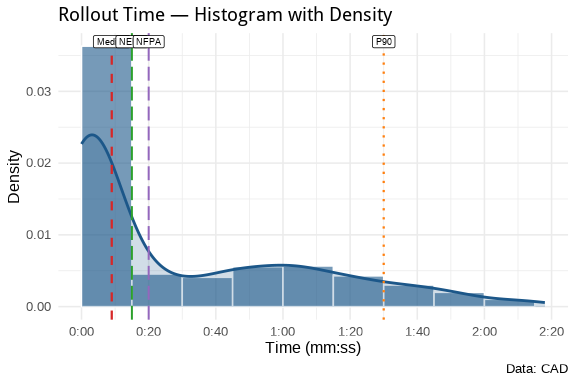 Rollout Time — Histogram with Density
Med NE NFPA P90
0.03
0.02
0.01
0.00
Density
0:00 0:20 0:40 1:00 1:20 1:40 2:00 2:20
Time (mm:ss)
Data: CAD